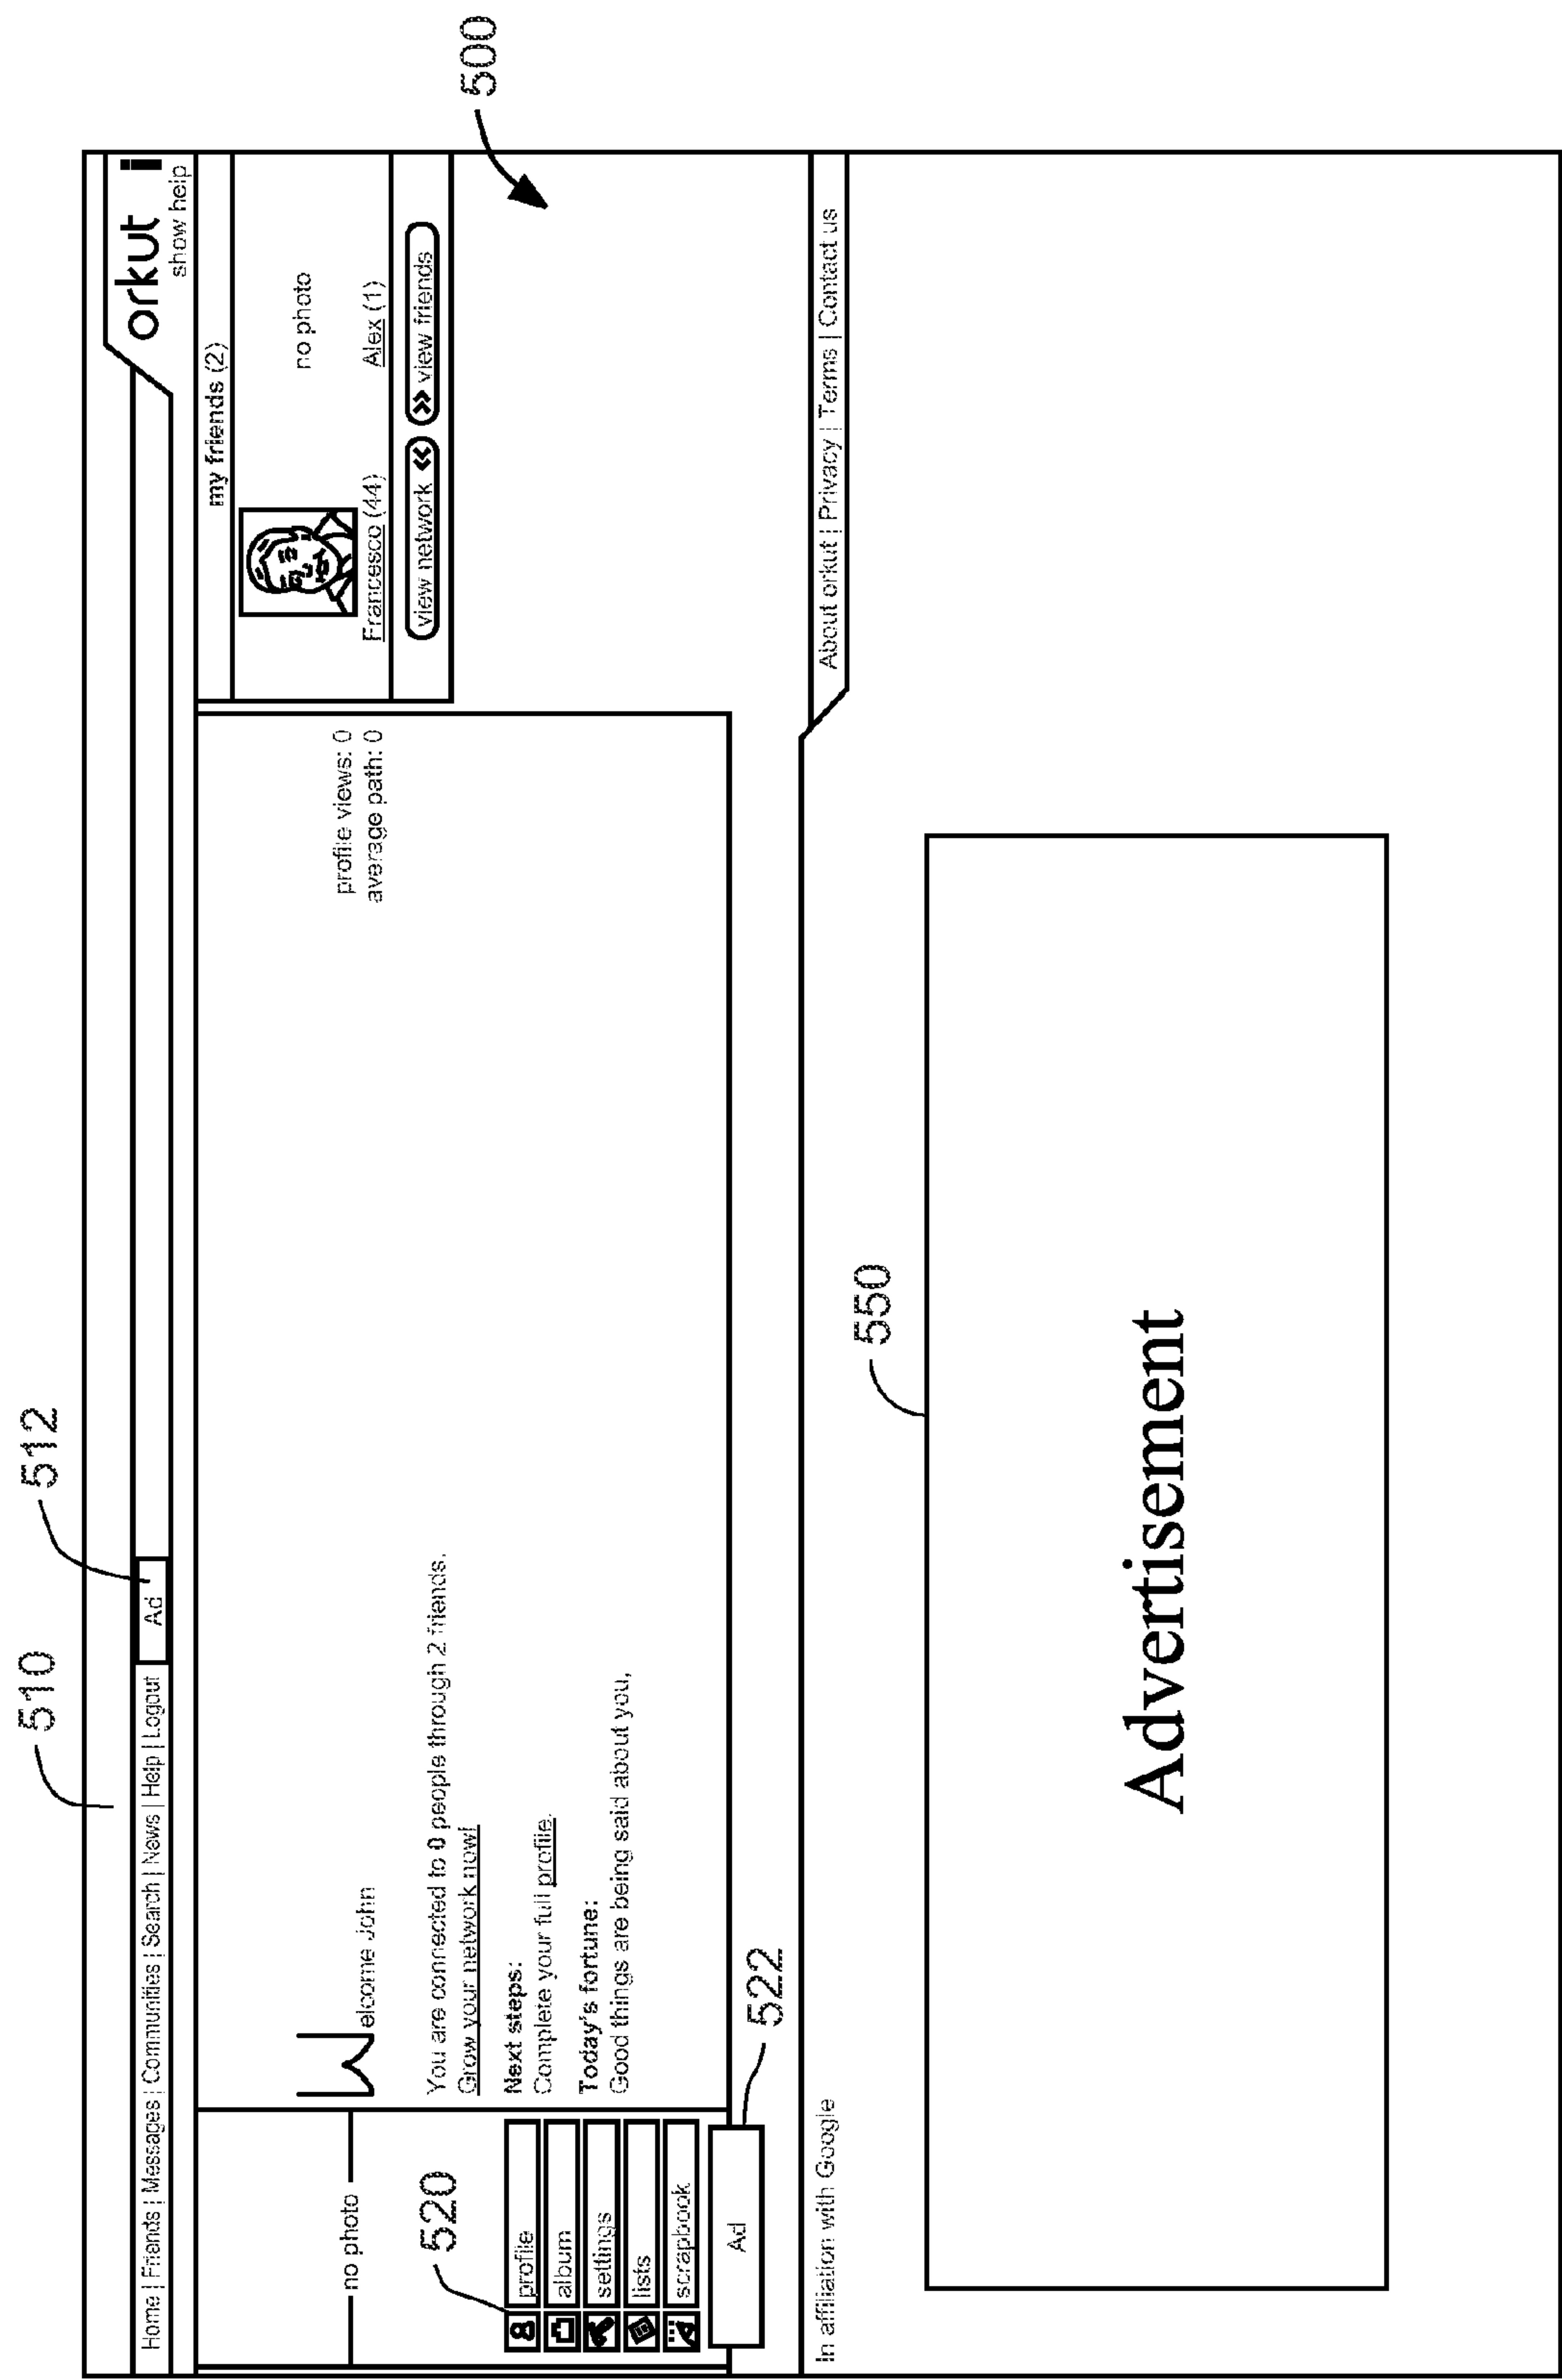 510
512
orkut
Home | Friends | Messages | Communities | Search | News | Help | Logout
Ad
show help
my friends (2)
no photo
Francesco (44)
Alex (1)
view network
view friends
500
no photo
Welcome John
profile views: 0
average path: 0
You are connected to 0 people through 2 friends.
Grow your network now!
Next steps:
Complete your full profile.
Today's fortune:
Good things are being said about you,
520
profile
album
settings
lists
scrapbook
Ad
522
In affiliation with Google
About orkut | Privacy | Terms | Contact us
550
Advertisement